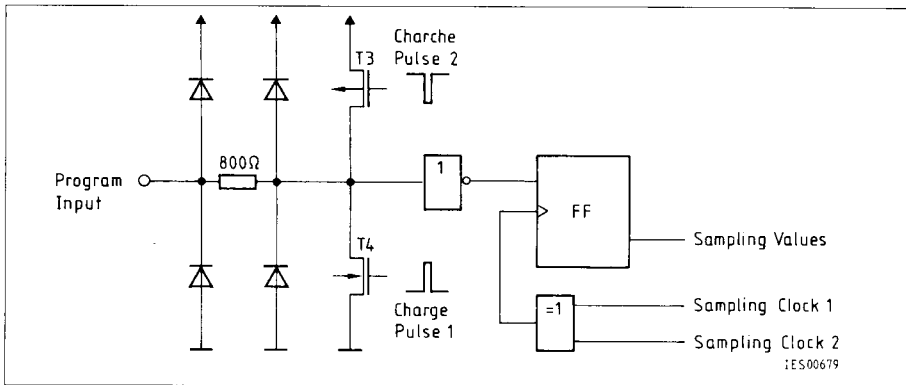 Charche
Pulse 2
T3
800Ω
1
Program
Input
FF
Sampling Values
T4
Charge
Pulse 1
=1
Sampling Clock 1
Sampling Clock 2
IES00679